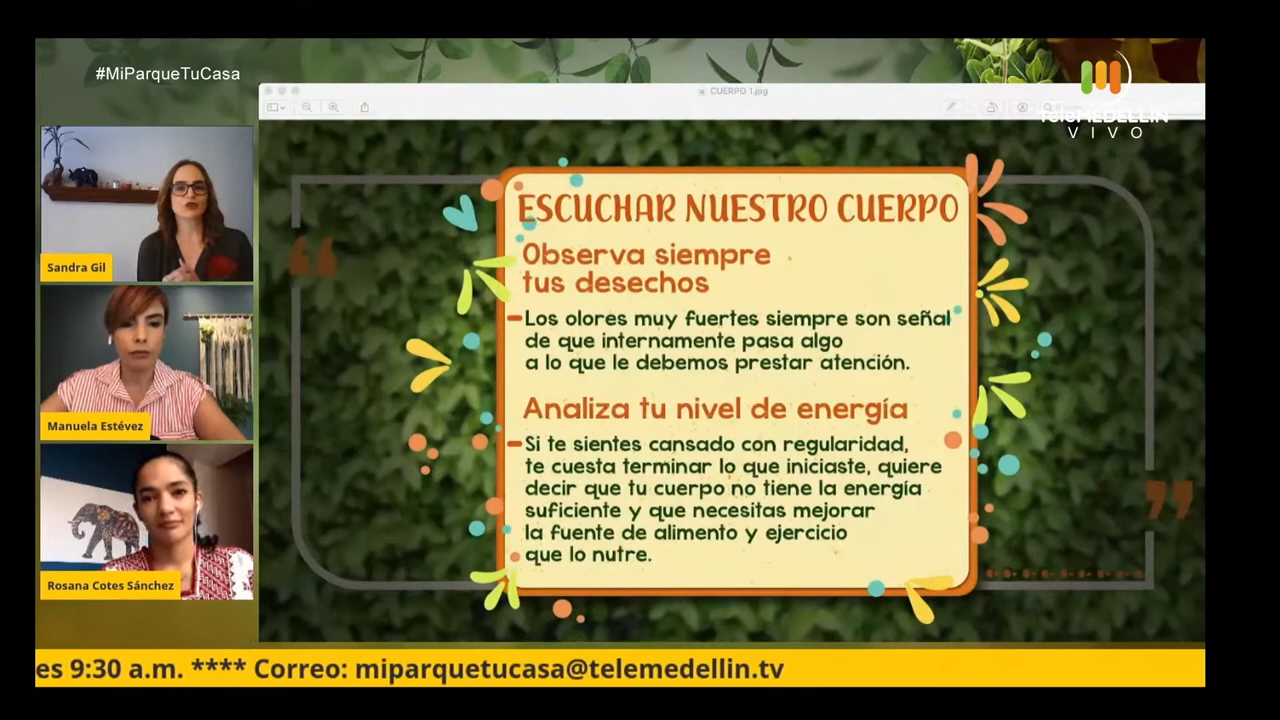 #MiParqueTuCasa
CUERPO 1.jpg
TeleMEDELLÍN
VIVO
Sandra Gil
Manuela Estévez
Rosana Cotes Sánchez
ESCUCHAR NUESTRO CUERPO
Observa siempre
tus desechos
Los olores muy fuertes siempre son señal
de que internamente pasa algo
a lo que le debemos prestar atención.
Analiza tu nivel de energía
Si te sientes cansado con regularidad,
te cuesta terminar lo que iniciaste, quiere
decir que tu cuerpo no tiene la energía
suficiente y que necesitas mejorar
la fuente de alimento y ejercicio
que lo nutre.
es 9:30 a.m. **** Correo: miparquetucasa@telemedellin.tv